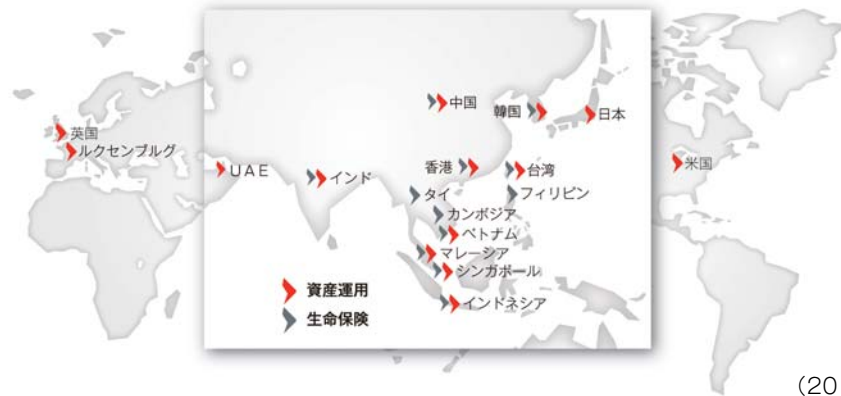 中国
韓国
日本
英国
ルクセンブルグ
UAE
インド
香港
台湾
米国
タイ
フィリピン
カンボジア
ベトナム
マレーシア
シンガポール
資産運用
インドネシア
生命保険
(20